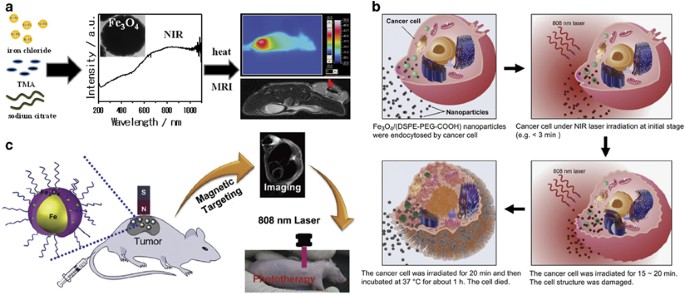 a
iron chloride
TMA
sodium citrate
Fe3O4
NIR
Intensity / a.u.
200
400
600
800
1000
Wavelength / nm
heat
MRI
b
Cancer cell
Nanoparticles
Fe3O4/(DSPE-PEG-COOH) nanoparticles
were endocytosed by cancer cell
808 nm laser
Cancer cell under NIR laser irradiation at initial stage
(e.g. < 3 min )
808 nm laser
The cancer cell was irradiated for 15 ~ 20 min.
The cell structure was damaged.
The cancer cell was irradiated for 20 min and then
incubated at 37 °C for about 1 h. The cell died.
c
Fe
S
N
Tumor
Magnetic
Targeting
Imaging
808 nm Laser
Phototherapy